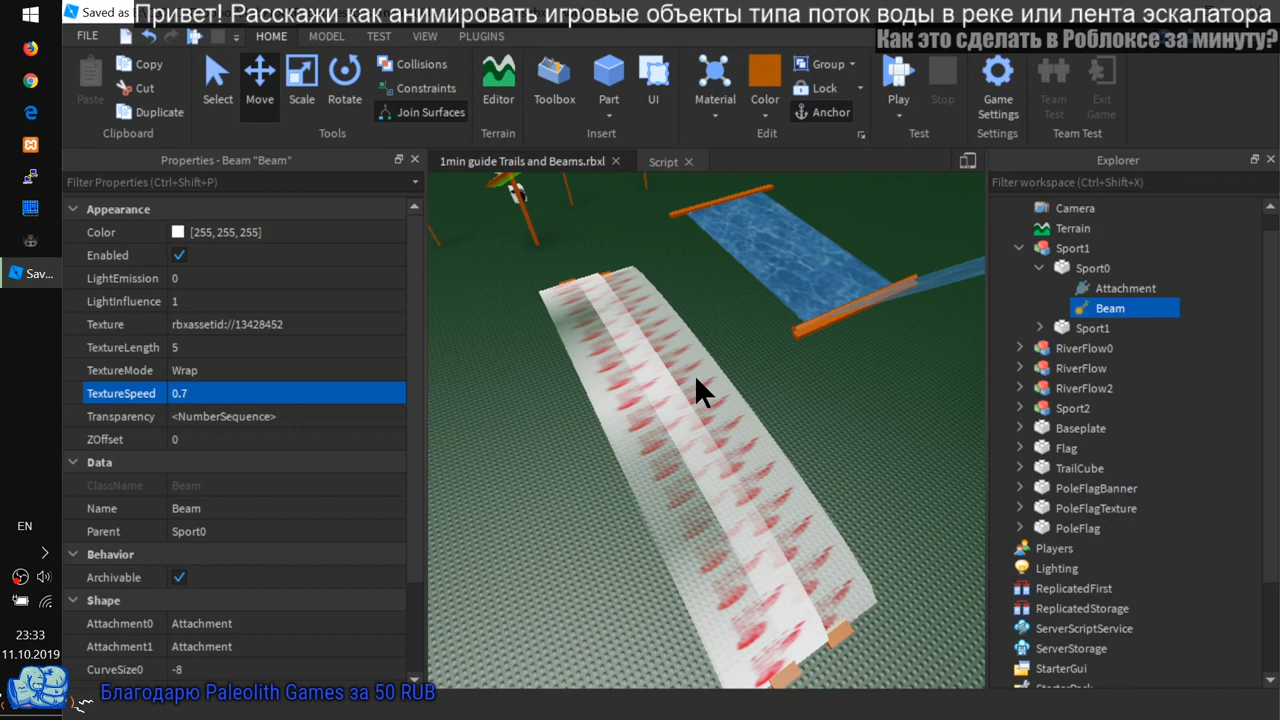 Saved as
Привет! Расскажи как анимировать игровые объекты типа поток воды в реке или лента эскалатора
Как это сделать в Роблоксе за минуту?
FILE HOME MODEL TEST VIEW PLUGINS
Paste
Copy
Cut
Duplicate
Clipboard
Select
Move
Scale
Rotate
Collisions
Constraints
Join Surfaces
Tools
Editor
Terrain
Toolbox
Part
UI
Insert
Material
Color
Group
Lock
Anchor
Edit
Play
Stop
Test
Game Settings
Settings
Team Test
Exit Game
Team Test
Properties - Beam "Beam"
Filter Properties (Ctrl+Shift+P)
Appearance
Color [255, 255, 255]
Enabled
LightEmission 0
LightInfluence 1
Texture rbxassetid://13428452
TextureLength 5
TextureMode Wrap
TextureSpeed 0.7
Transparency <NumberSequence>
ZOffset 0
Data
ClassName Beam
Name Beam
Parent Sport0
Behavior
Archivable
Shape
Attachment0 Attachment
Attachment1 Attachment
CurveSize0 -8
1min guide Trails and Beams.rbxl
Script
Explorer
Filter workspace (Ctrl+Shift+X)
Camera
Terrain
Sport1
Sport0
Attachment
Beam
Sport1
RiverFlow0
RiverFlow
RiverFlow2
Sport2
Baseplate
Flag
TrailCube
PoleFlagBanner
PoleFlagTexture
PoleFlag
Players
Lighting
ReplicatedFirst
ReplicatedStorage
ServerScriptService
ServerStorage
StarterGui
Sav...
EN
23:33
11.10.2019
Благодарю Paleolith Games за 50 RUB